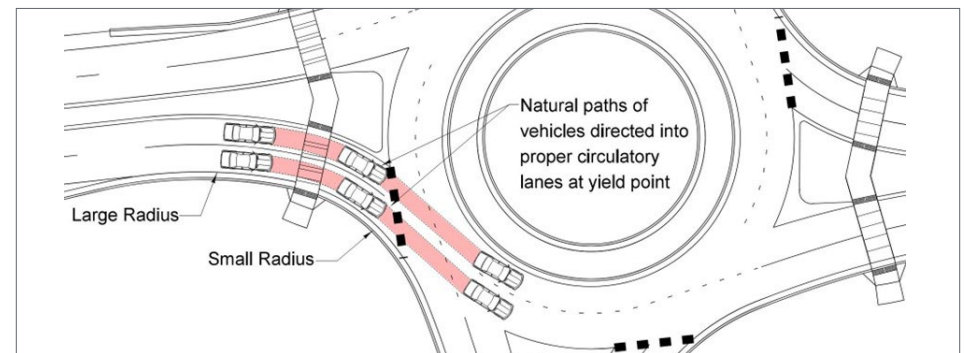 Natural paths of
vehicles directed into
proper circulatory
lanes at yield point
Large Radius
Small Radius